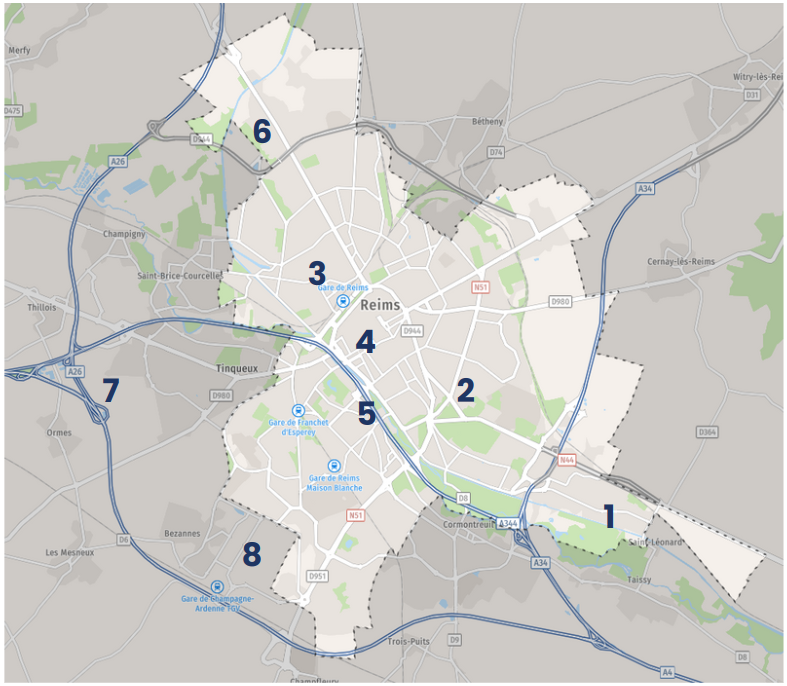 Merfy
Witry-lès-Rei
D31
D475
6
Bétheny
D944
D74
A26
A34
Champigny
Cernay-lès-Reims
Saint-Brice-Courcelles
3
Gare de Reims
N51
Reims
D980
Thillois
D944
4
Tinqueux
A26
7
D980
2
5
Gare de Franchet
d'Esperey
Ormes
D364
N44
Gare de Reims
Maison Blanche
D8
1
N51
A344
Cormontreuil
Bezannes
D6
Saint-Léonard
Les Mesneux
8
A34
D951
Taissy
Gare de Champagne-
Ardenne TGV
Trois-Puits
D9
D8
A4
Champfleury